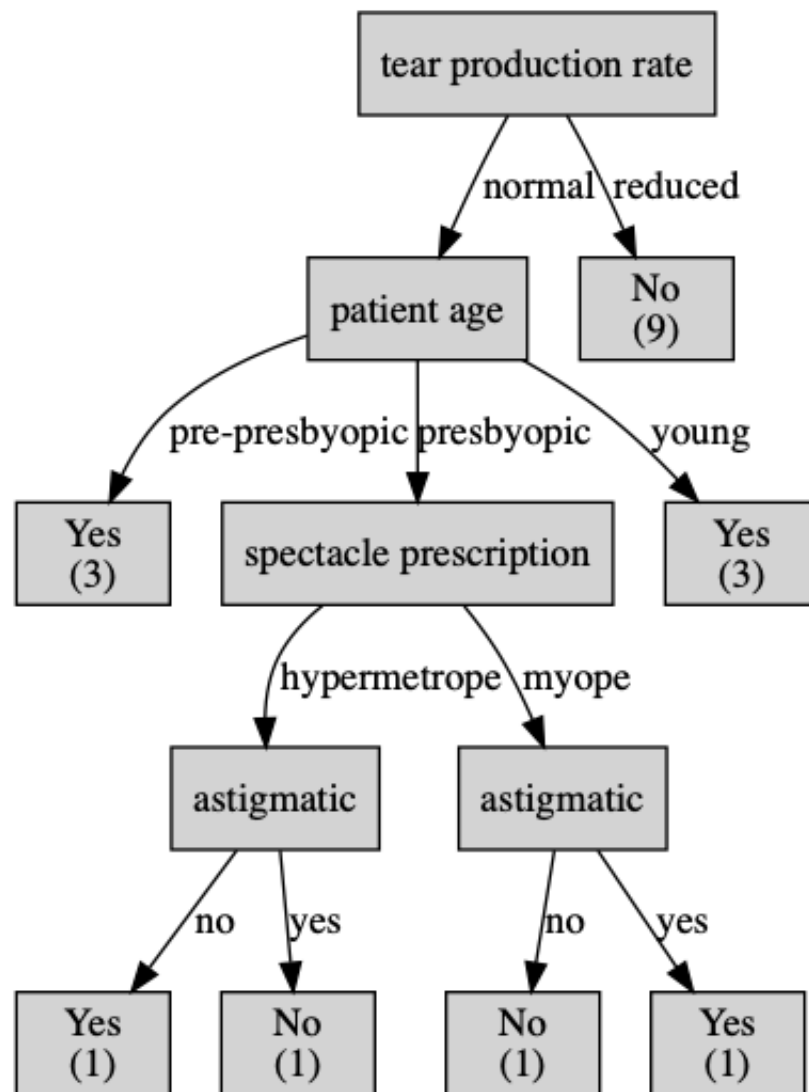 tear production rate
normal reduced
patient age
No
(9)
pre-presbyopic presbyopic young
Yes
(3)
spectacle prescription
Yes
(3)
hypermetrope myope
astigmatic
astigmatic
no yes no yes
Yes
(1)
No
(1)
No
(1)
Yes
(1)